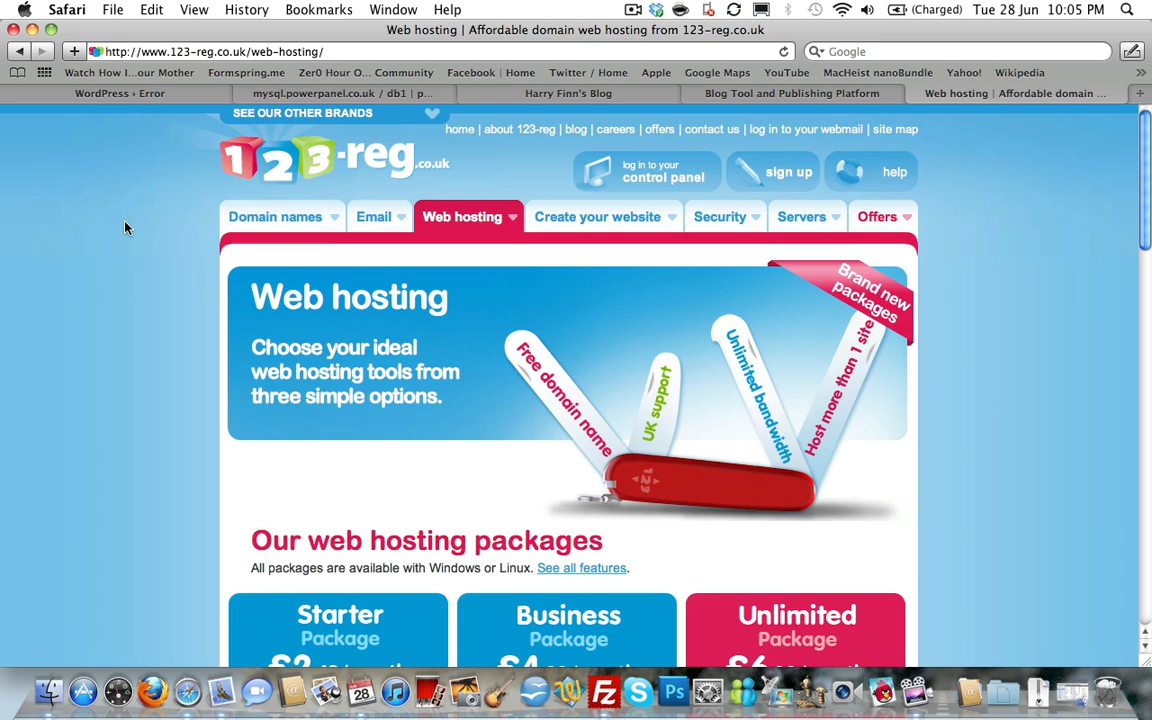 Safari File Edit View History Bookmarks Window Help (Charged) Tue 28 Jun 10:05 PM
Web hosting | Affordable domain web hosting from 123-reg.co.uk
http://www.123-reg.co.uk/web-hosting/ Google
Watch How I...our Mother Formspring.me Zer0 Hour O... Community Facebook | Home Twitter / Home Apple Google Maps YouTube MacHeist nanoBundle Yahoo! Wikipedia
WordPress › Error mysql.powerpanel.co.uk / db1 | p... Harry Finn's Blog Blog Tool and Publishing Platform Web hosting | Affordable domain ...
SEE OUR OTHER BRANDS
home | about 123-reg | blog | careers | offers | contact us | log in to your webmail | site map
123-reg.co.uk
log in to your
control panel
sign up
help
Domain names Email Web hosting Create your website Security Servers Offers
Brand new
packages
Web hosting
Choose your ideal
web hosting tools from
three simple options.
Free domain name
UK support
Unlimited bandwidth
Host more than 1 site
123
Our web hosting packages
All packages are available with Windows or Linux. See all features.
Starter
Package
Business
Package
Unlimited
Package
28